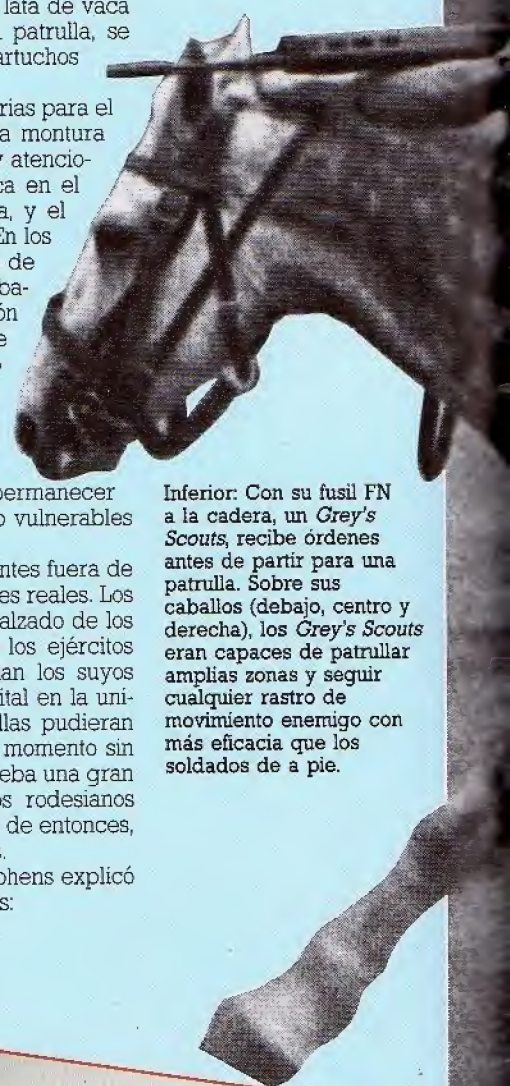 lata de vaca
patrulla, se
artuchos
rias para el
a montura
y atencio-
ca en el
a, y el
En los
de
ba-
ón
e
permanecer
o vulnerables
ntes fuera de
es reales. Los
alzado de los
los ejércitos
an los suyos
ital en la uni-
llas pudieran
momento sin
eba una gran
os rodesianos
de entonces,
s.
phens explicó
s:
Inferior: Con su fusil FN
a la cadera, un Grey's
Scouts, recibe órdenes
antes de partir para una
patrulla. Sobre sus
caballos (debajo, centro y
derecha), los Grey's Scouts
eran capaces de patrullar
amplias zonas y seguir
cualquier rastro de
movimiento enemigo con
más eficacia que los
soldados de a pie.